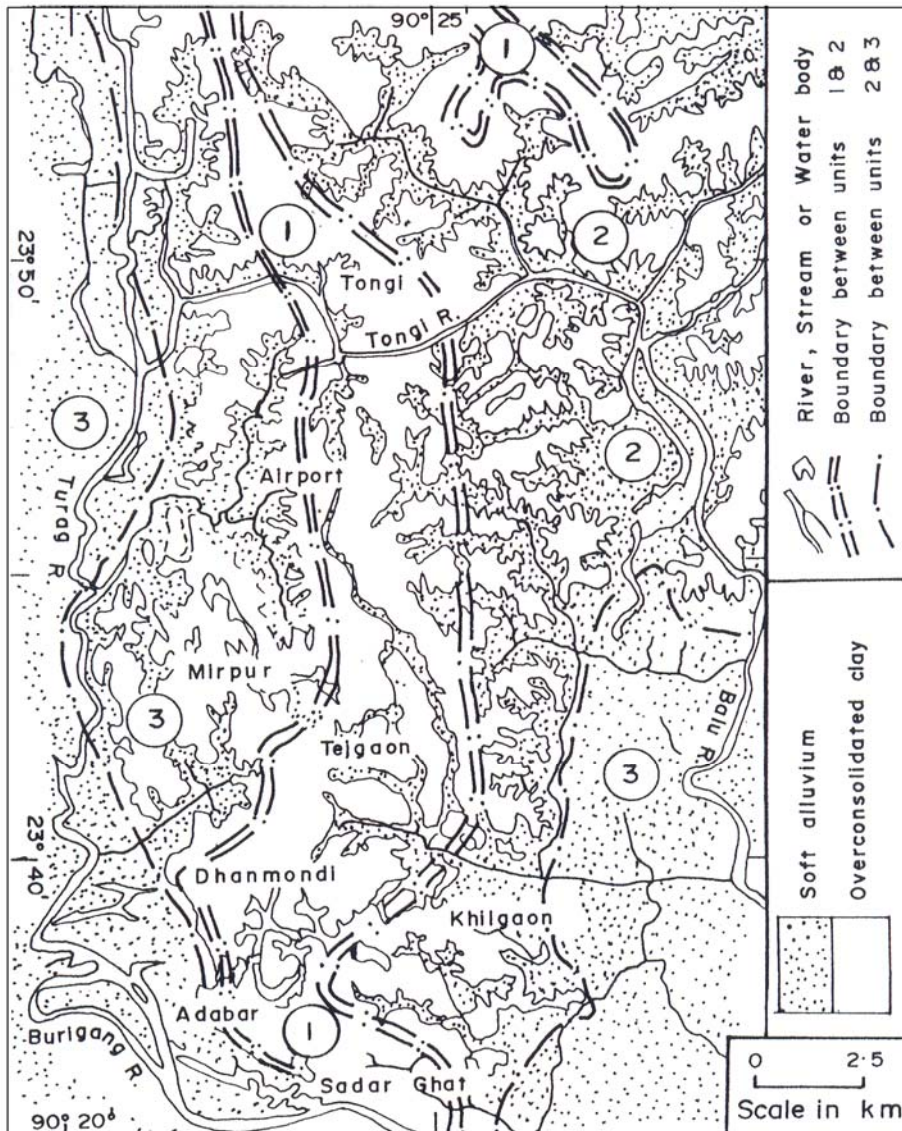 90° 25
1
1
2
23° 50'
Tongi
Tongi R.
3
2
Airport
Turag R
Mirpur
3
Tejgaon
3
Balu R
23° 40
Dhanmondi
Khilgaon
Adabar
1
Burigang R
Sadar Ghat
90° 20'
River, Stream or Water body
Boundary between units 1 & 2
Boundary between units 2 & 3
Soft alluvium
Overconsolidated clay
0 2·5
Scale in km